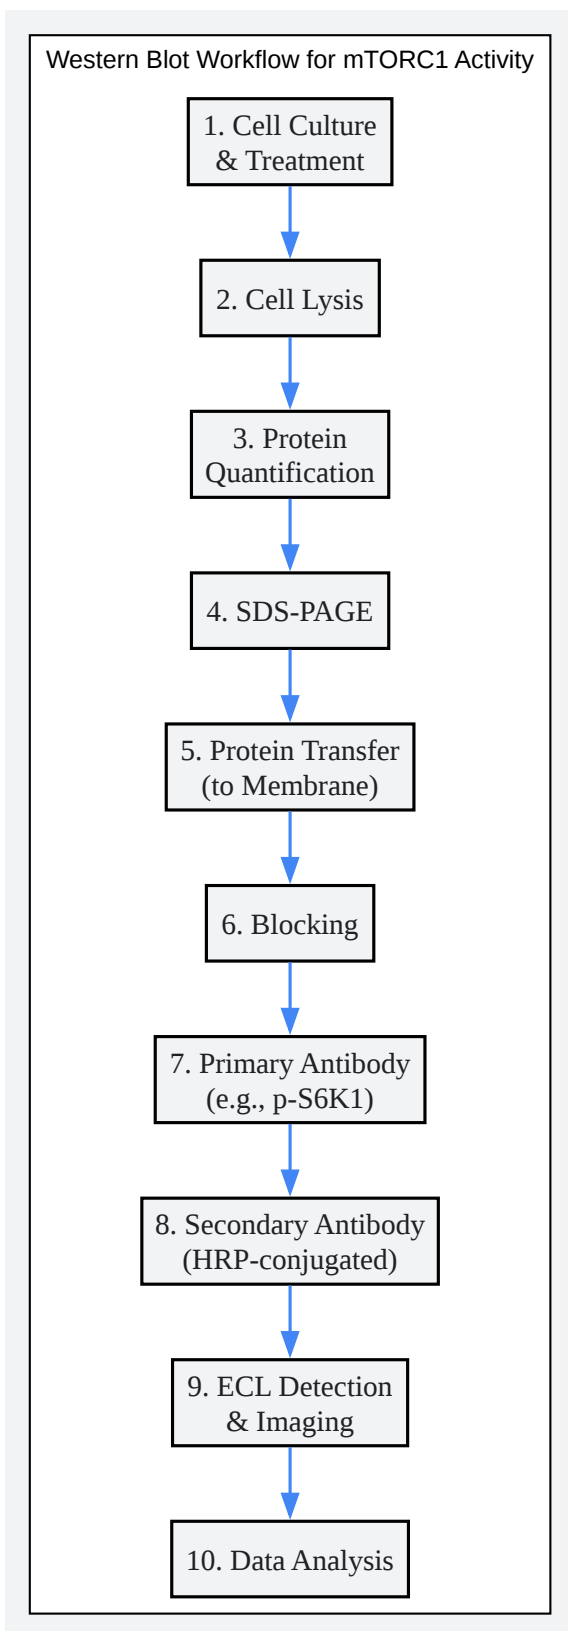 Western Blot Workflow for mTORC1 Activity
1. Cell Culture
& Treatment
2. Cell Lysis
3. Protein
Quantification
4. SDS-PAGE
5. Protein Transfer
(to Membrane)
6. Blocking
7. Primary Antibody
(e.g., p-S6K1)
8. Secondary Antibody
(HRP-conjugated)
9. ECL Detection
& Imaging
10. Data Analysis